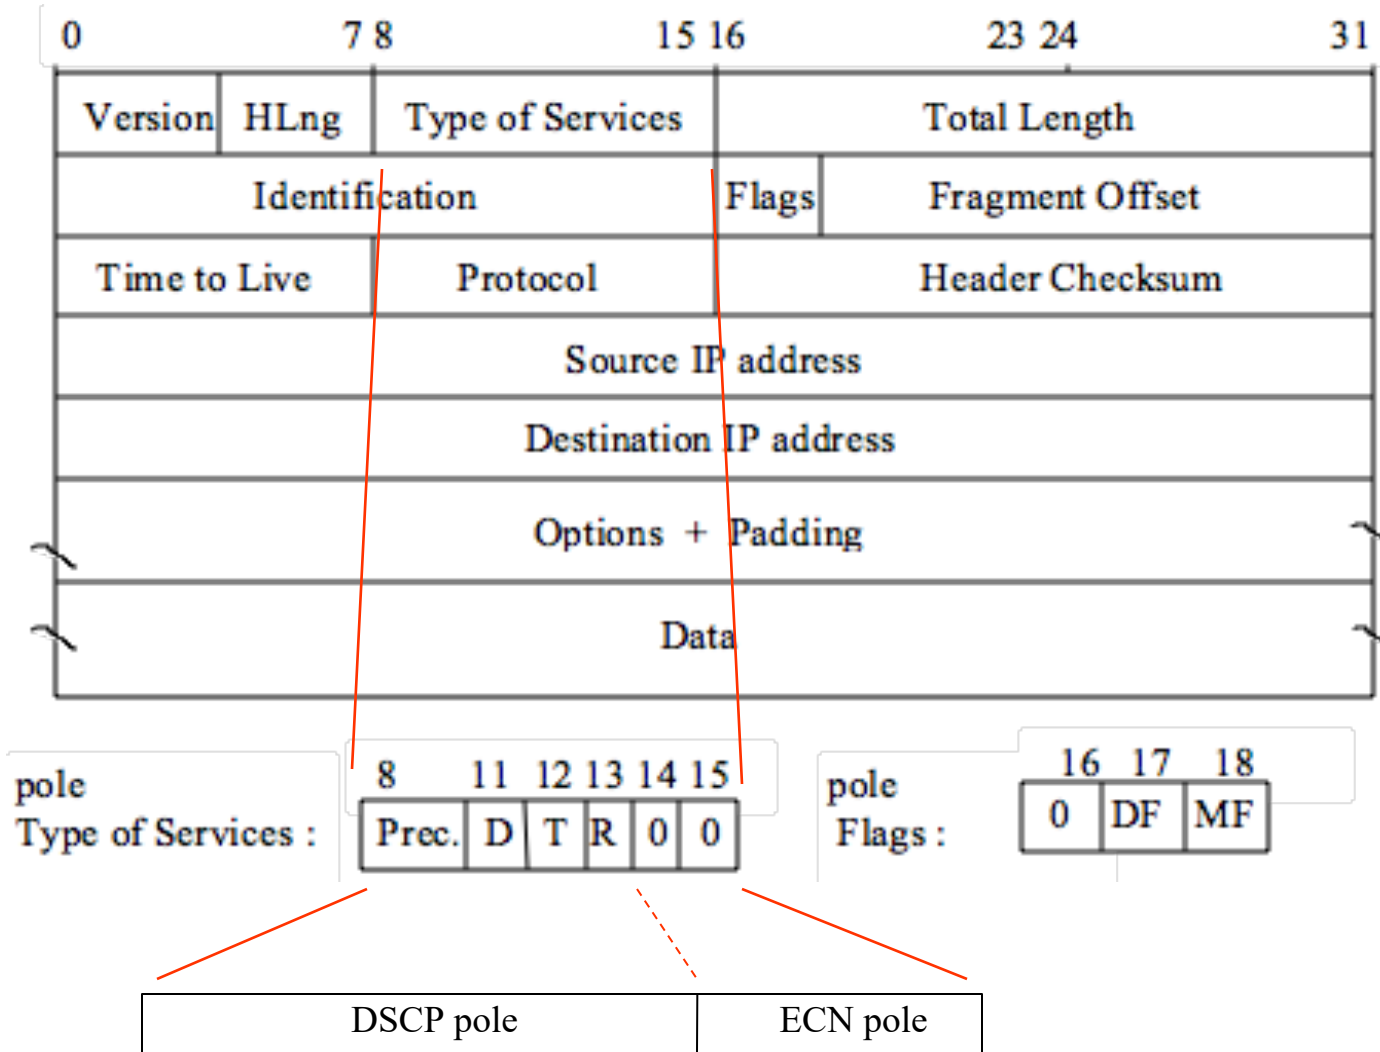 0 7 8 15 16 23 24 31
Version HLng Type of Services Total Length
Identification Flags Fragment Offset
Time to Live Protocol Header Checksum
Source IP address
Destination IP address
Options + Padding
Data
pole
Type of Services :
8 11 12 13 14 15
Prec. D T R 0 0
pole
Flags :
16 17 18
0 DF MF
DSCP pole ECN pole